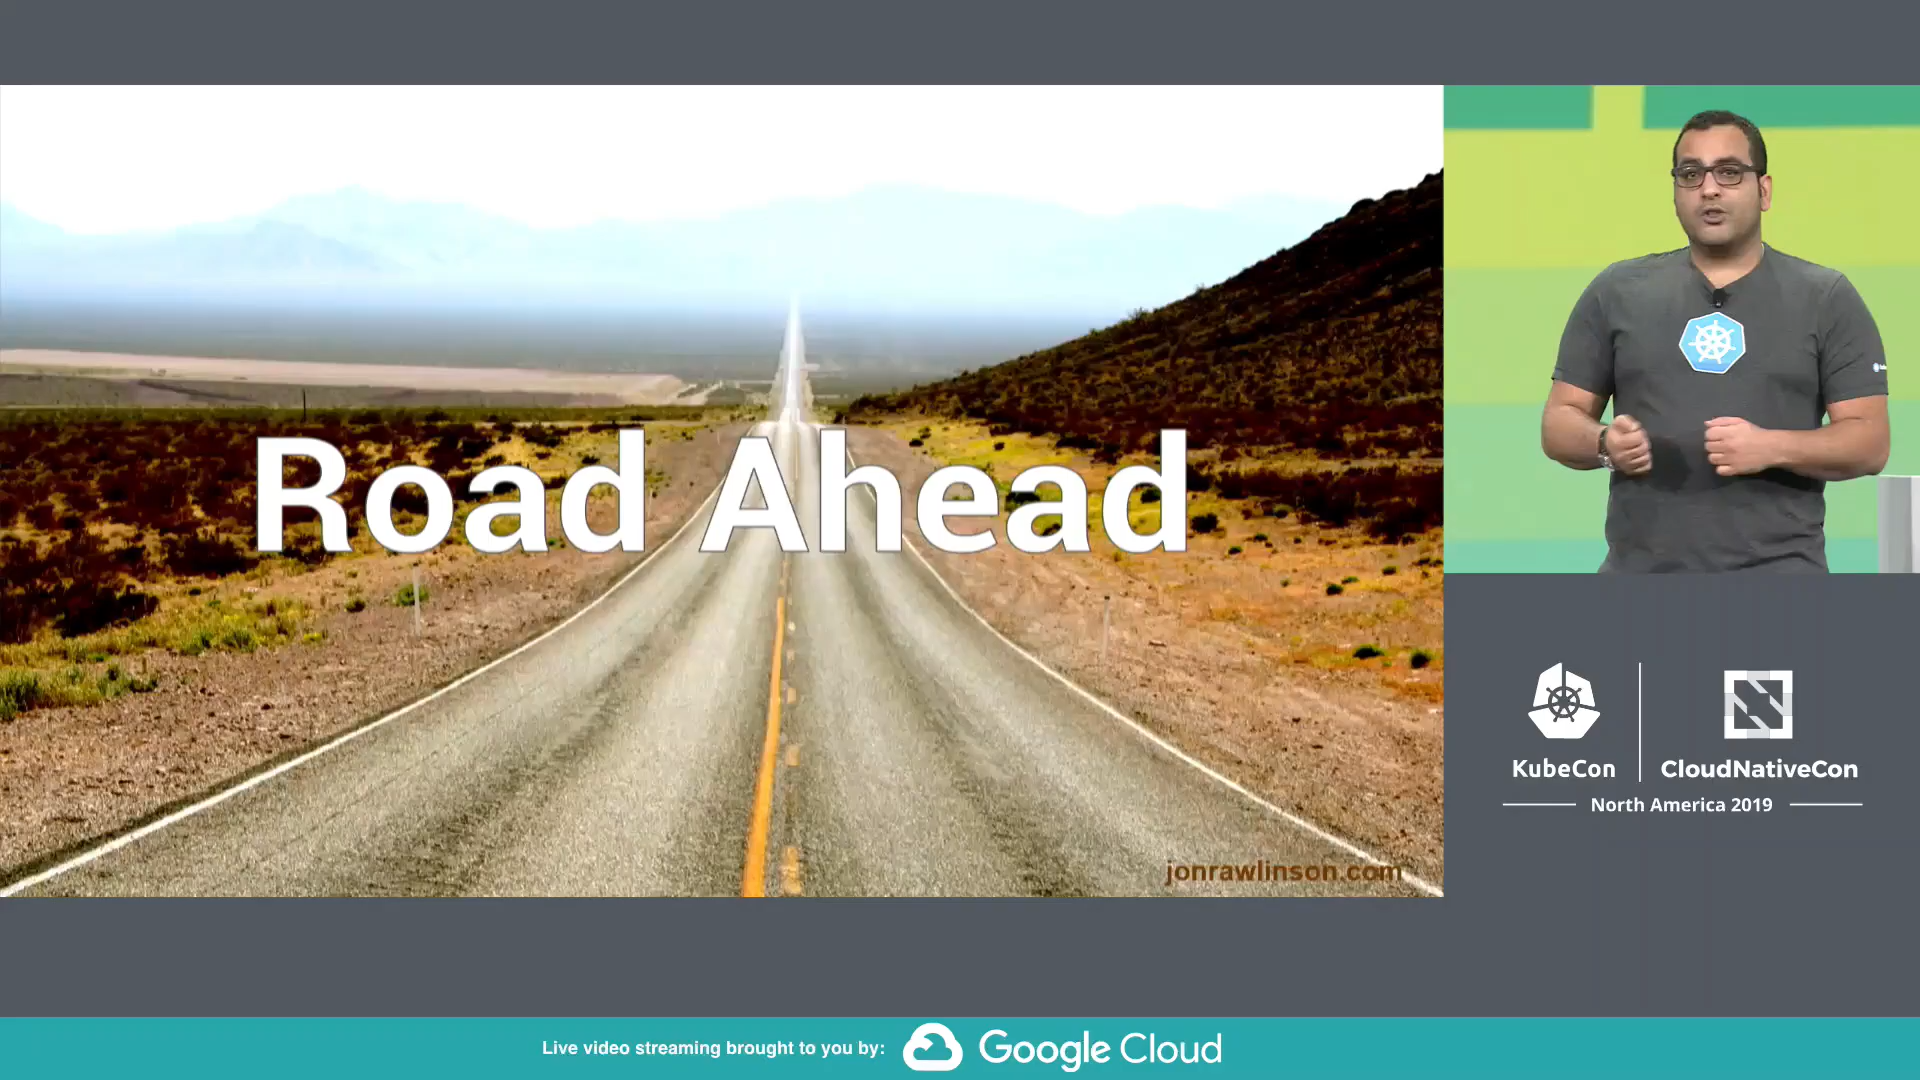 Road Ahead
jonrawlinson.com
KubeCon
CloudNativeCon
North America 2019
Live video streaming brought to you by:
Google Cloud